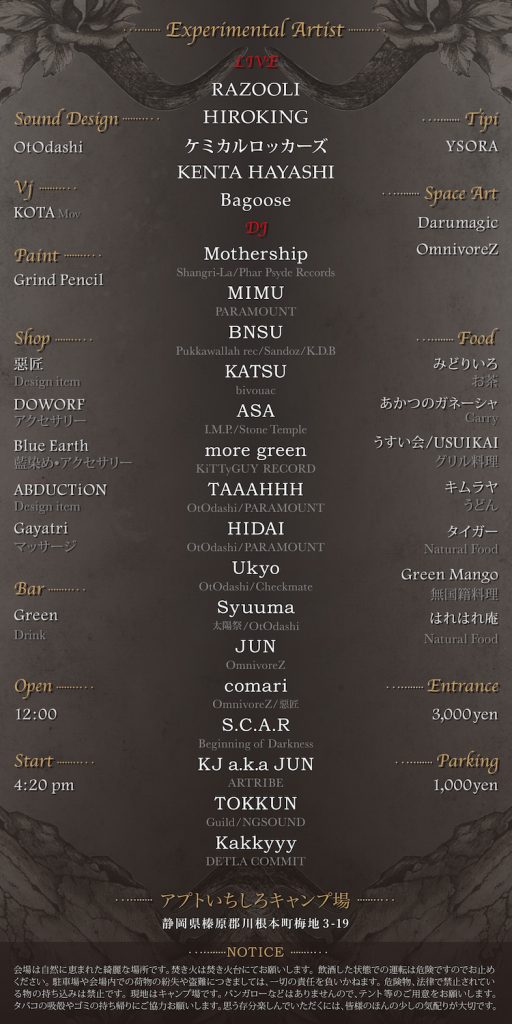 Experimental Artist
LIVE
RAZOOLI
HIROKING
ケミカルロッカーズ
KENTA HAYASHI
Bagoose
DJ
Mothership
Shangri-La/Phar Psyde Records
MIMU
PARAMOUNT
BNSU
Pukkawallah rec/Sandoz/K.D.B
KATSU
bivouac
ASA
I.M.P./Stone Temple
more green
KiTTyGUY RECORD
TAAAHHH
OtOdashi/PARAMOUNT
HIDAI
OtOdashi/PARAMOUNT
Ukyo
OtOdashi/Checkmate
Syuuma
太陽祭/OtOdashi
JUN
OmnivoreZ
comari
OmnivoreZ/惡匠
S.C.A.R
Beginning of Darkness
KJ a.k.a JUN
ARTRIBE
TOKKUN
Guild/NGSOUND
Kakkyyy
DETLA COMMIT
Sound Design
OtOdashi
Vj
KOTA Mov
Paint
Grind Pencil
Shop
惡匠
Design item
DOWORF
アクセサリー
Blue Earth
藍染め•アクセサリー
ABDUCTiON
Design item
Gayatri
マッサージ
Bar
Green
Drink
Open
12:00
Start
4:20 pm
Tipi
YSORA
Space Art
Darumagic
OmnivoreZ
Food
みどりいろ
お茶
あかつのガネーシャ
Carry
うすい会/USUIKAI
グリル料理
キムラヤ
うどん
タイガー
Natural Food
Green Mango
無国籍料理
はれはれ庵
Natural Food
Entrance
3,000yen
Parking
1,000yen
アプトいちしろキャンプ場
静岡県榛原郡川根本町梅地 3-19
NOTICE
会場は自然に恵まれた綺麗な場所です。焚き火は焚き火台にてお願いします。飲酒した状態での運転は危険ですのでお止め
ください。駐車場や会場内での荷物の紛失や盗難につきましては、一切の責任を負いかねます。危険物、法律で禁止されてい
る物の持ち込みは禁止です。現地はキャンプ場です。バンガローなどはありませんので、テント等のご用意をお願いします。
タバコの吸殻やゴミの持ち帰りにご協力お願いします。思う存分楽しんでいただくには、皆様のほんの少しの気配りが大切です。